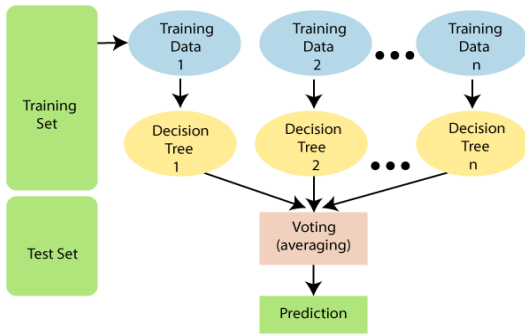 Training
Set
Training
Data
1
Training
Data
2
Training
Data
n
Decision
Tree
1
Decision
Tree
2
Decision
Tree
n
Test Set
Voting
(averaging)
Prediction